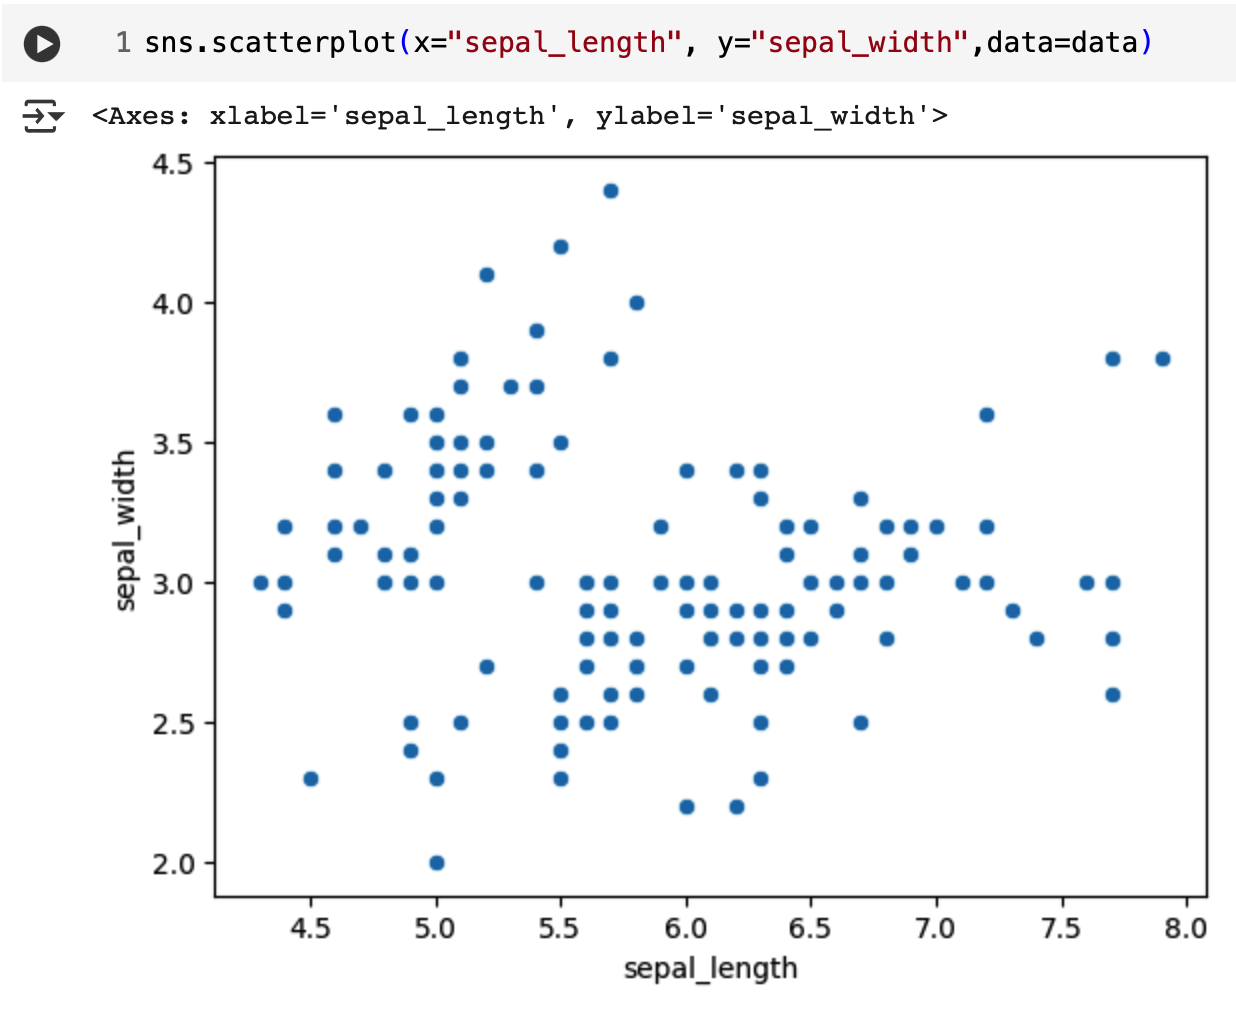 1 sns.scatterplot(x="sepal_length", y="sepal_width",data=data)
<Axes: xlabel='sepal_length', ylabel='sepal_width'>
4.5
4.0
3.5
3.0
2.5
2.0
sepal_width
4.5 5.0 5.5 6.0 6.5 7.0 7.5 8.0
sepal_length